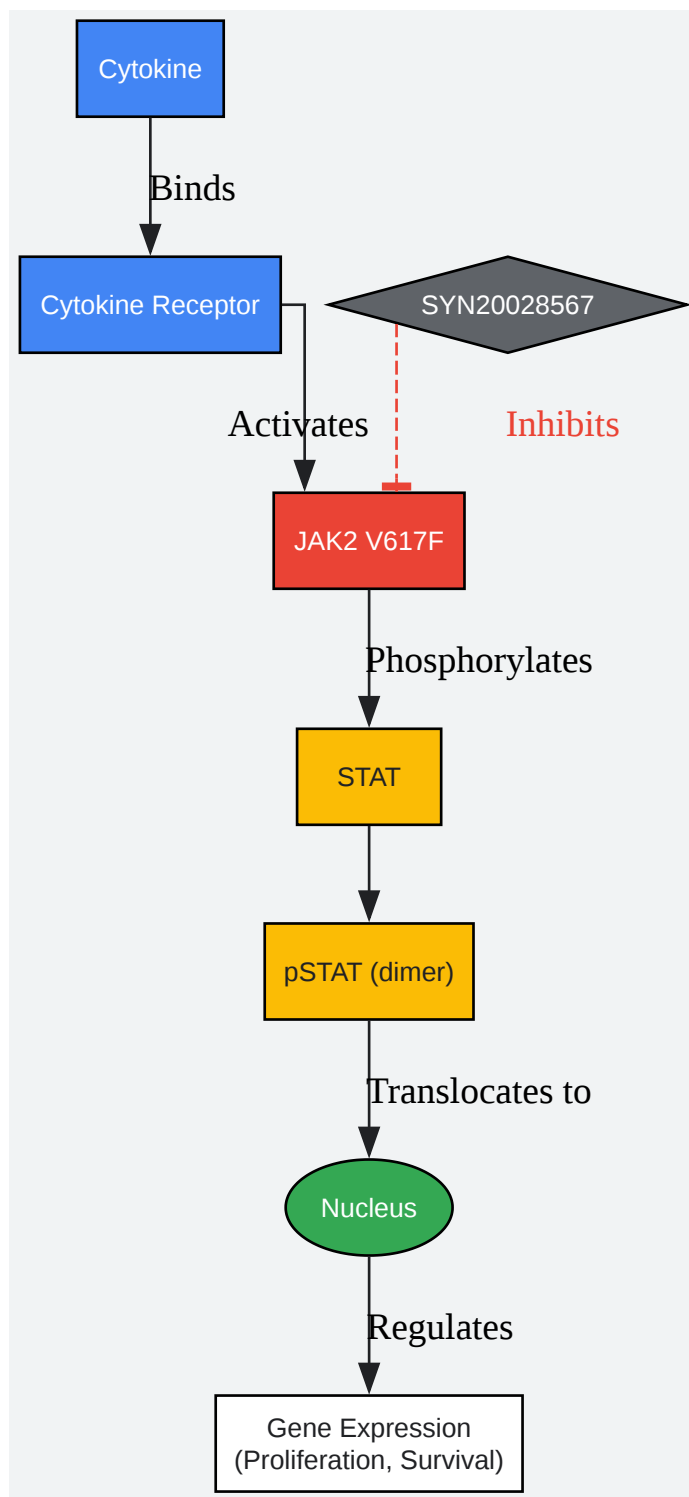 Cytokine
Binds
Cytokine Receptor
SYN20028567
Activates
Inhibits
JAK2 V617F
Phosphorylates
STAT
pSTAT (dimer)
Translocates to
Nucleus
Regulates
Gene Expression
(Proliferation, Survival)